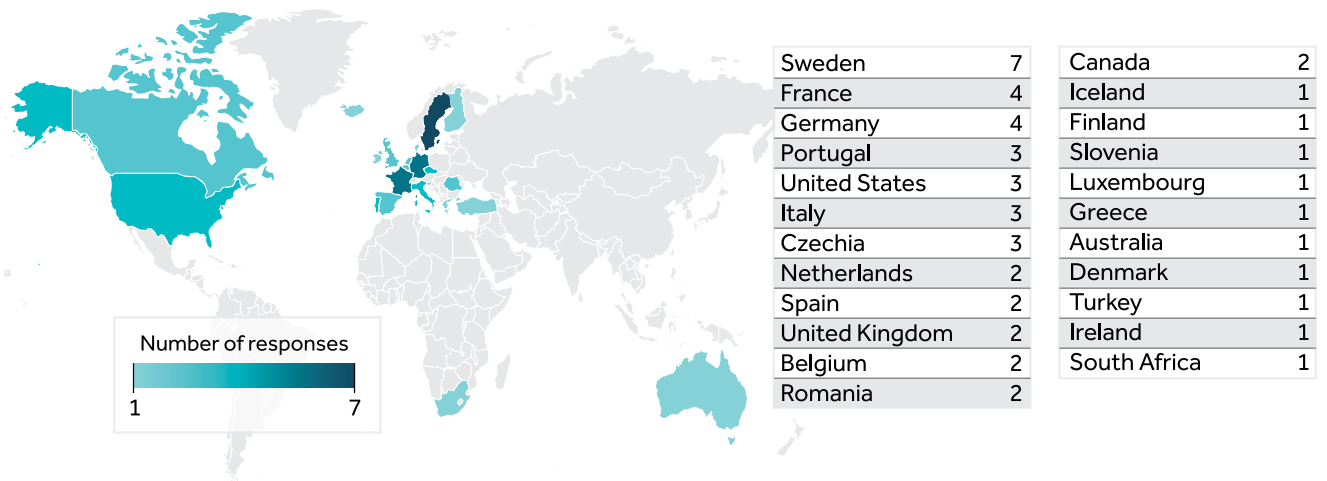 Number of responses
1 7
Sweden 7
France 4
Germany 4
Portugal 3
United States 3
Italy 3
Czechia 3
Netherlands 2
Spain 2
United Kingdom 2
Belgium 2
Romania 2
Canada 2
Iceland 1
Finland 1
Slovenia 1
Luxembourg 1
Greece 1
Australia 1
Denmark 1
Turkey 1
Ireland 1
South Africa 1